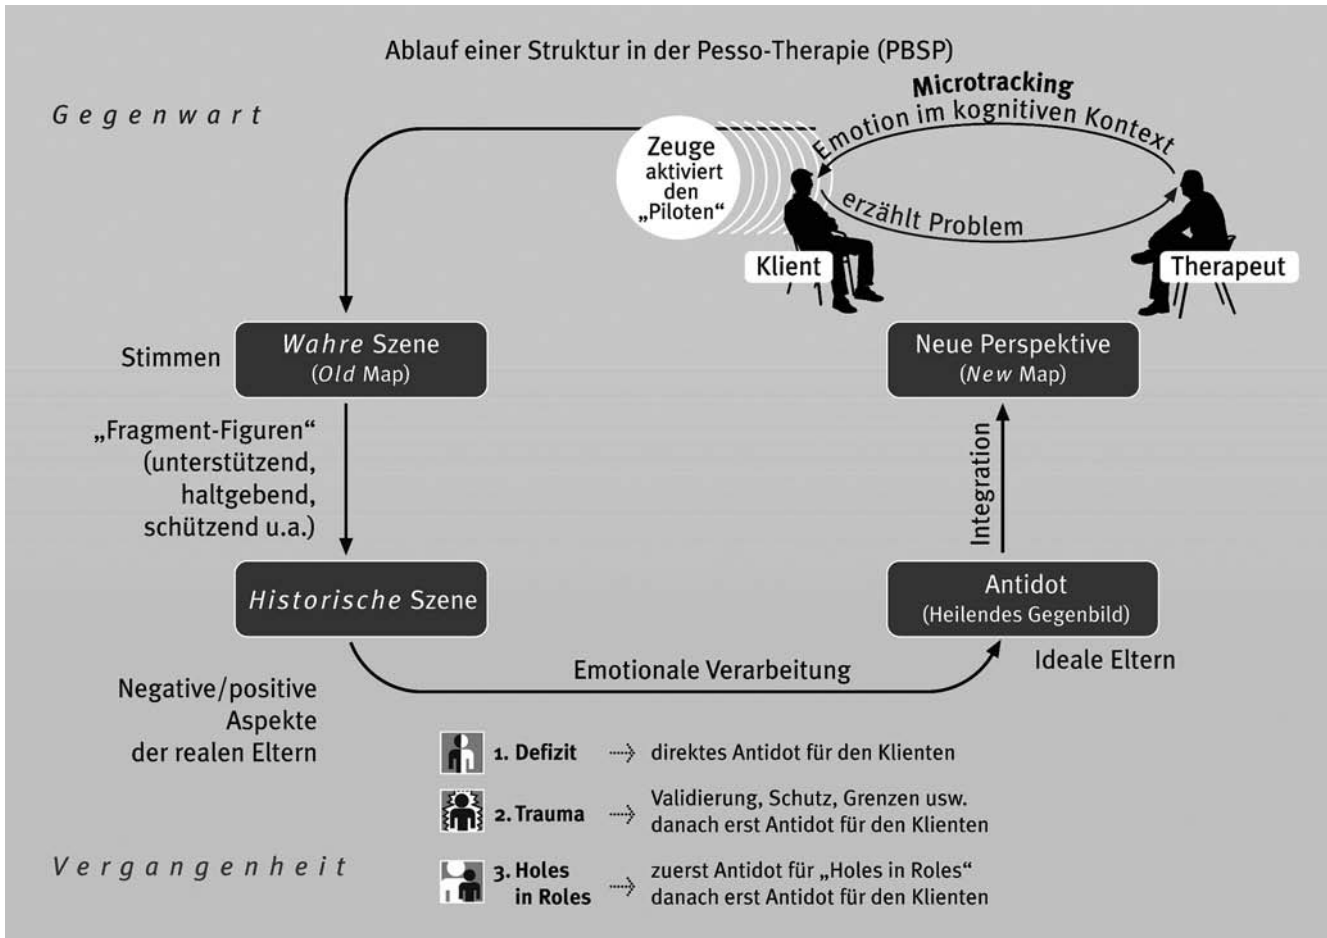 Ablauf einer Struktur in der Pesso-Therapie (PBSP)
Gegenwart
Microtracking
Emotion im kognitiven Kontext
Zeuge
aktiviert
den
„Piloten“
erzählt Problem
Klient
Therapeut
Stimmen
Wahre Szene
(Old Map)
Neue Perspektive
(New Map)
„Fragment-Figuren“
(unterstützend,
haltgebend,
schützend u.a.)
Integration
Historische Szene
Antidot
(Heilendes Gegenbild)
Emotionale Verarbeitung
Ideale Eltern
Negative/positive
Aspekte
der realen Eltern
1. Defizit
direktes Antidot für den Klienten
2. Trauma
Validierung, Schutz, Grenzen usw.
danach erst Antidot für den Klienten
Vergangenheit
3. Holes
in Roles
zuerst Antidot für „Holes in Roles“
danach erst Antidot für den Klienten